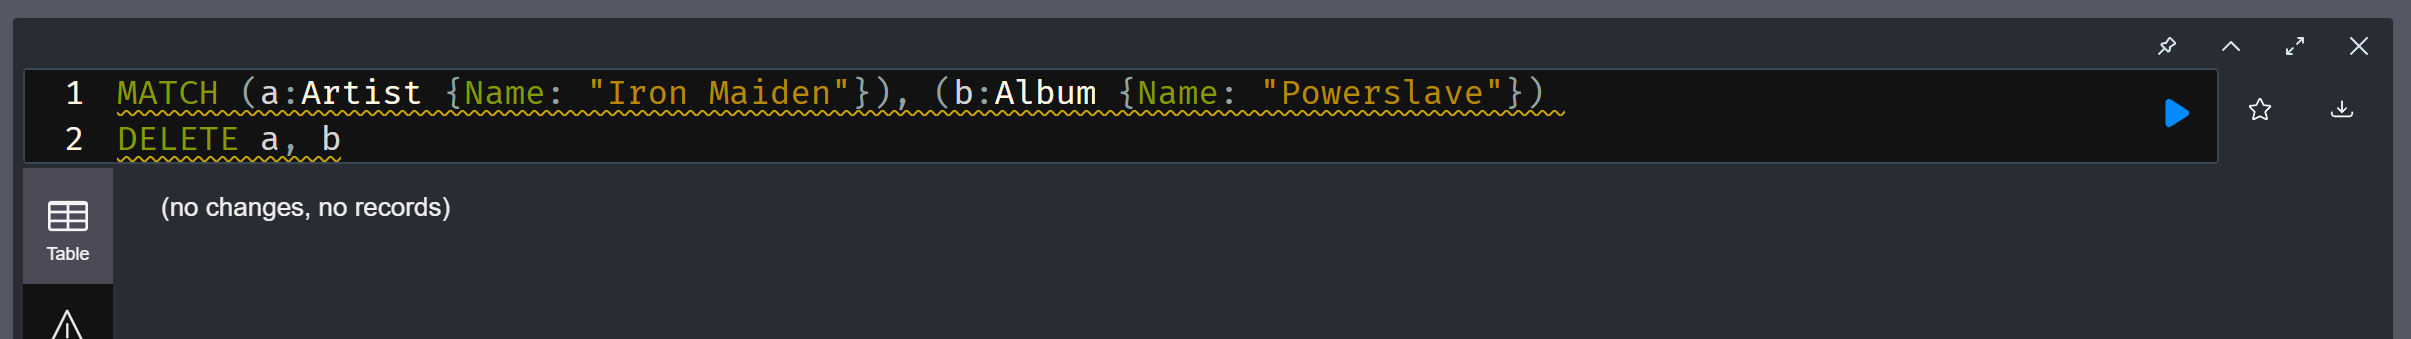 1 MATCH (a:Artist {Name: "Iron Maiden"}), (b:Album {Name: "Powerslave"})
2 DELETE a, b
(no changes, no records)
Table